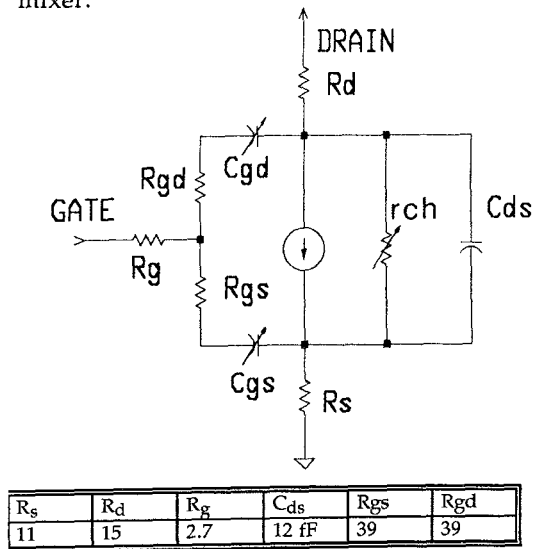 mixer.
DRAIN
Rd
Cgd
Rgd
GATE
rch
Cds
Rg
Rgs
Cgs
Rs
Rs Rd Rg Cds Rgs Rgd
11 15 2.7 12 fF 39 39